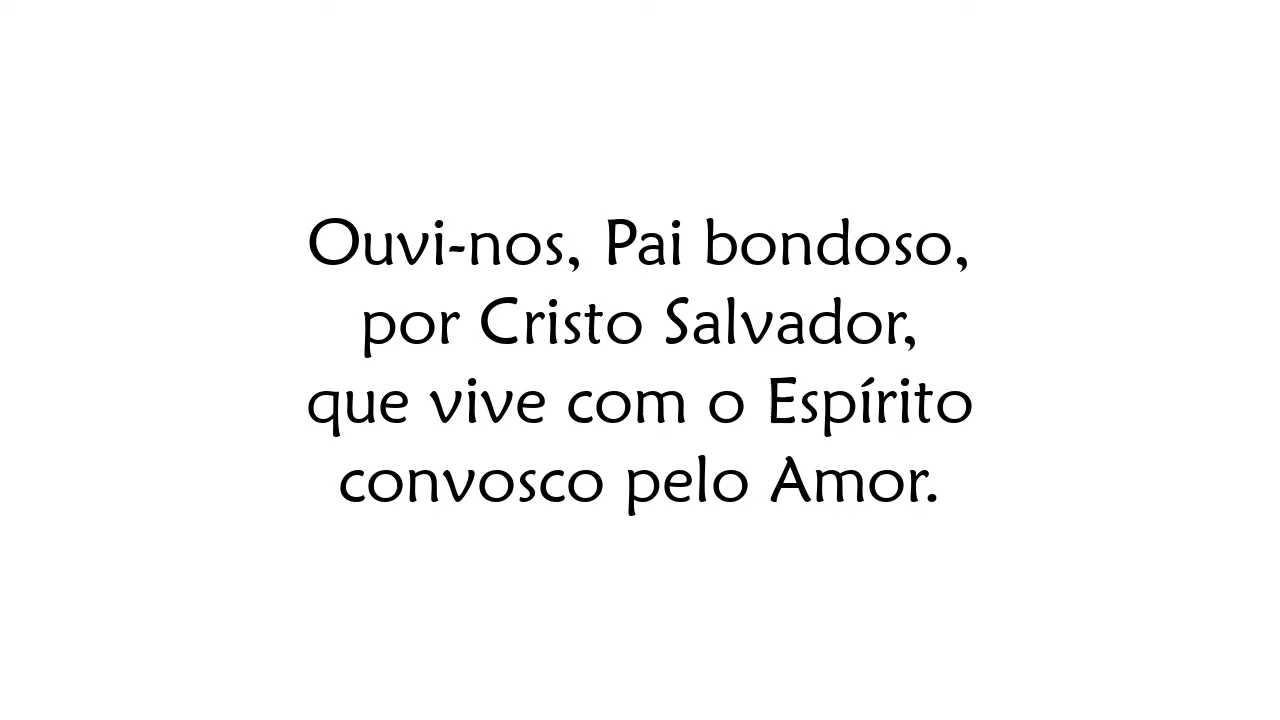 Ouvi-nos, Pai bondoso,
por Cristo Salvador,
que vive com o Espírito
convosco pelo Amor.